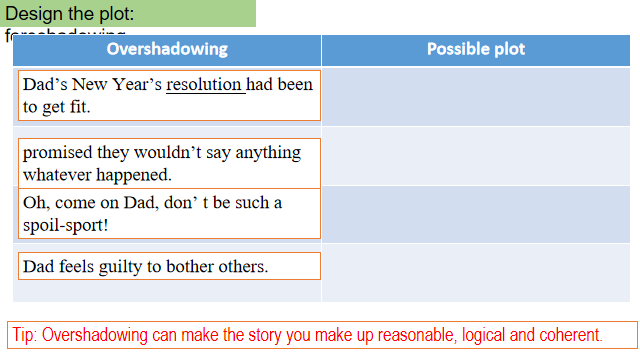 Design the plot:
foreshadowing
Overshadowing
Possible plot
Dad's New Year's resolution had been
to get fit.
promised they wouldn't say anything
whatever happened.
Oh, come on Dad, don' t be such a
spoil-sport!
Dad feels guilty to bother others.
Tip: Overshadowing can make the story you make up reasonable, logical and coherent.